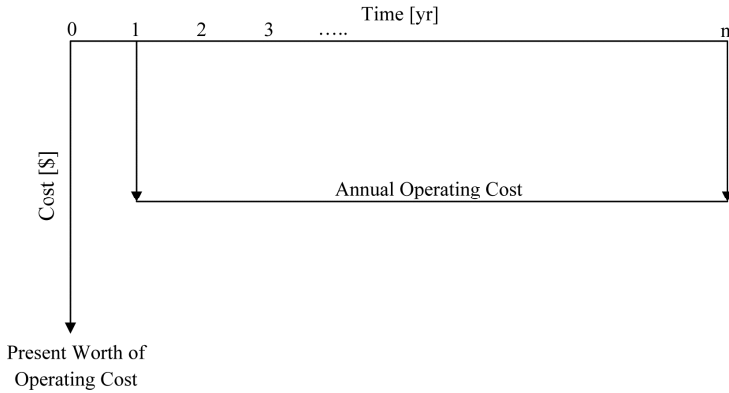 Time [yr]
0 1 2 3 ..... n
Cost [$]
Annual Operating Cost
Present Worth of
Operating Cost